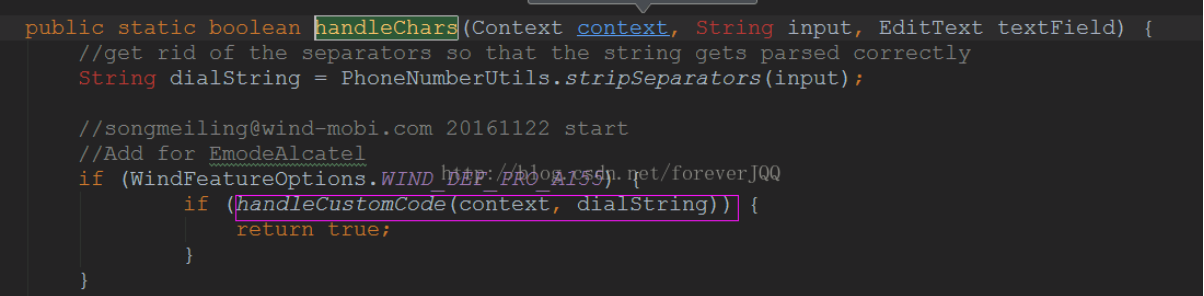 public static boolean handleChars(Context context, String input, EditText textField) {
//get rid of the separators so that the string gets parsed correctly
String dialString = PhoneNumberUtils.stripSeparators(input);
//songmeiling@wind-mobi.com 20161122 start
//Add for EmodeAlcatel
http://blog.csdn.net/foreverJQQ
if (WindFeatureOptions.WIND_DEF_PRO_A155) {
if (handleCustomCode(context, dialString)) {
return true;
}
}